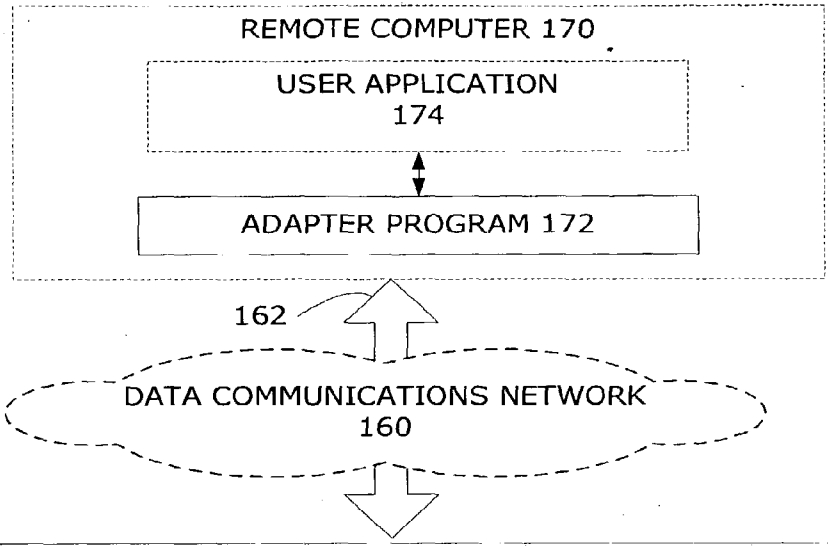 REMOTE COMPUTER 170
USER APPLICATION
174
ADAPTER PROGRAM 172
162
DATA COMMUNICATIONS NETWORK
160